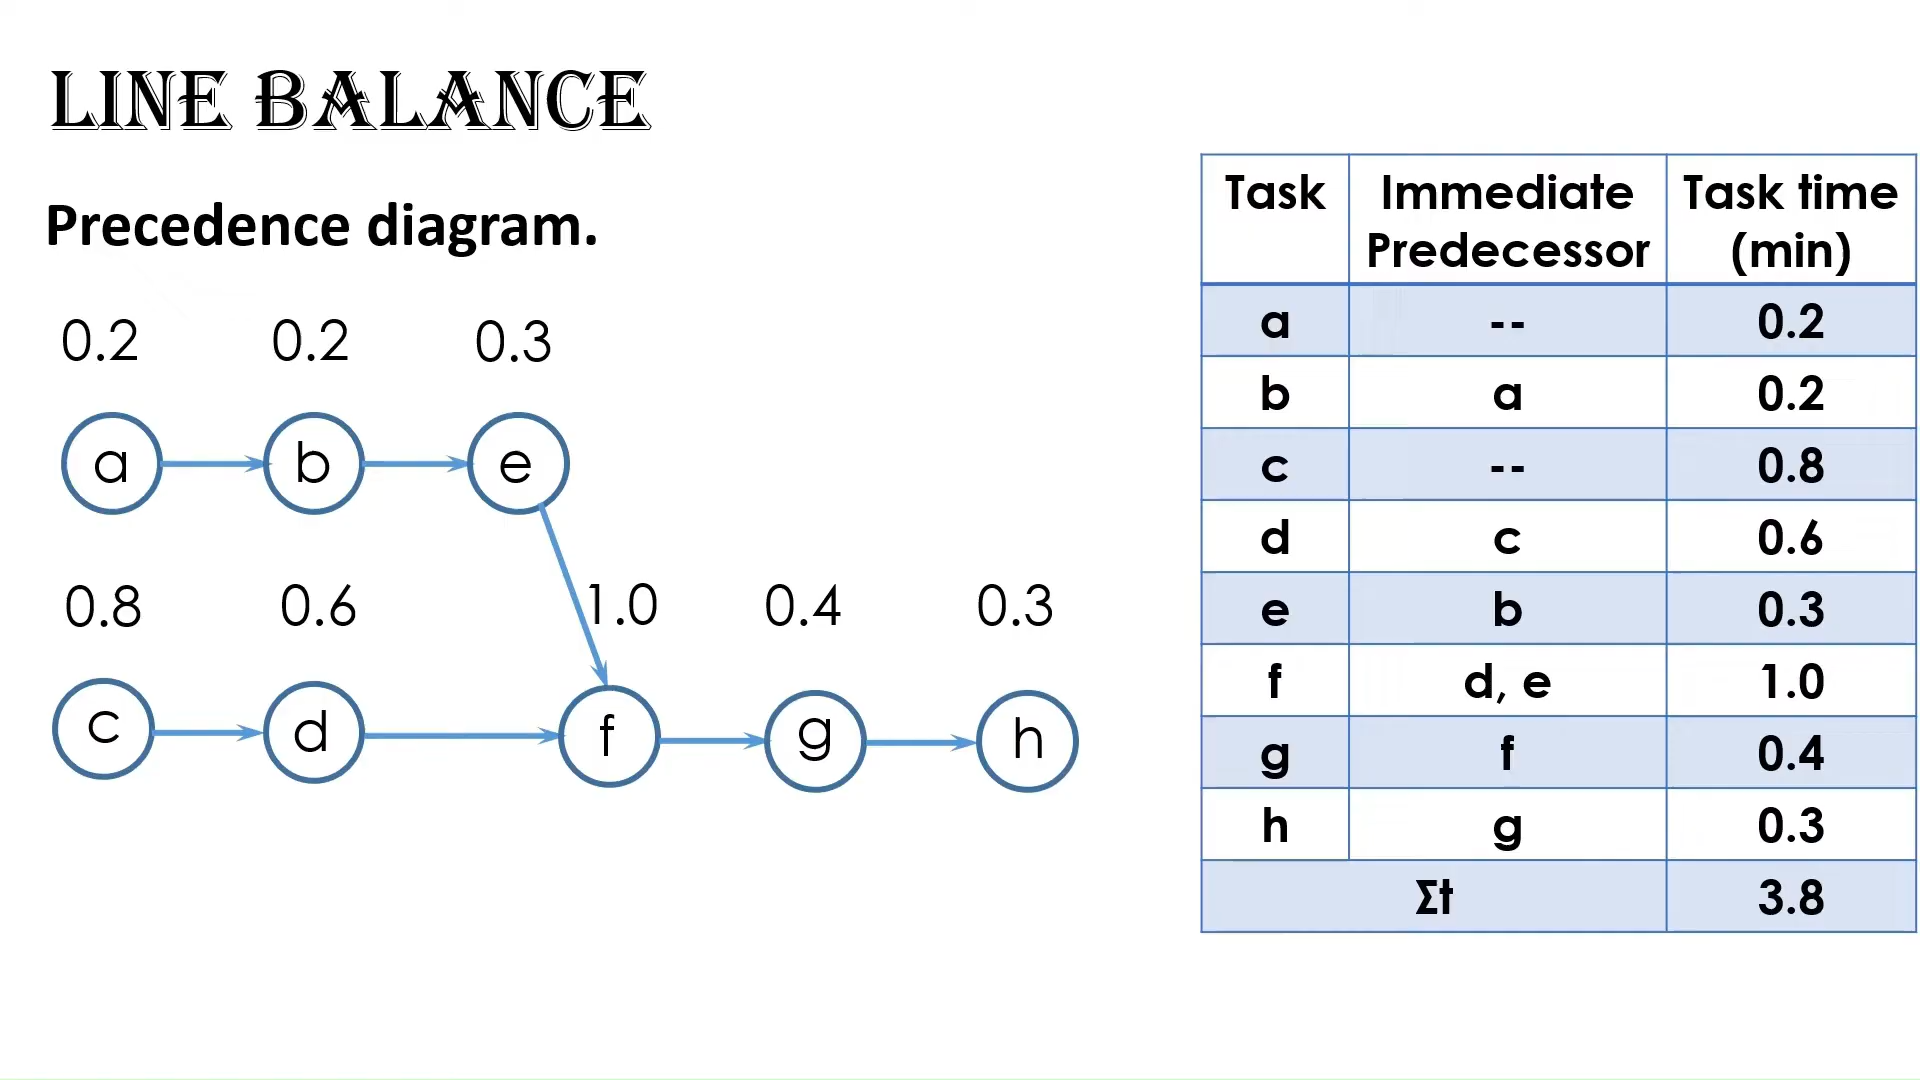 LINE BALANCE
Precedence diagram.
0.2 0.2 0.3
a b e
0.8 0.6 1.0 0.4 0.3
c d f g h
Task Immediate Predecessor Task time (min)
a -- 0.2
b a 0.2
c -- 0.8
d c 0.6
e b 0.3
f d, e 1.0
g f 0.4
h g 0.3
Σt 3.8